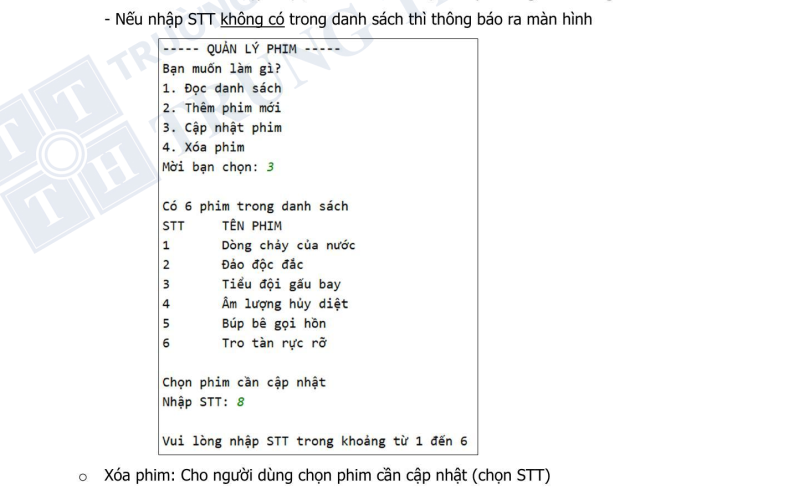 - Nếu nhập STT không có trong danh sách thì thông báo ra màn hình
----- QUẢN LÝ PHIM -----
Bạn muốn làm gì?
1. Đọc danh sách
2. Thêm phim mới
3. Cập nhật phim
4. Xóa phim
Mời bạn chọn: 3
Có 6 phim trong danh sách
STT TÊN PHIM
1 Dòng chảy của nước
2 Đảo độc đắc
3 Tiểu đội gấu bay
4 Âm lượng hủy diệt
5 Búp bê gọi hồn
6 Tro tàn rực rỡ
Chọn phim cần cập nhật
Nhập STT: 8
Vui lòng nhập STT trong khoảng từ 1 đến 6
o Xóa phim: Cho người dùng chọn phim cần cập nhật (chọn STT)